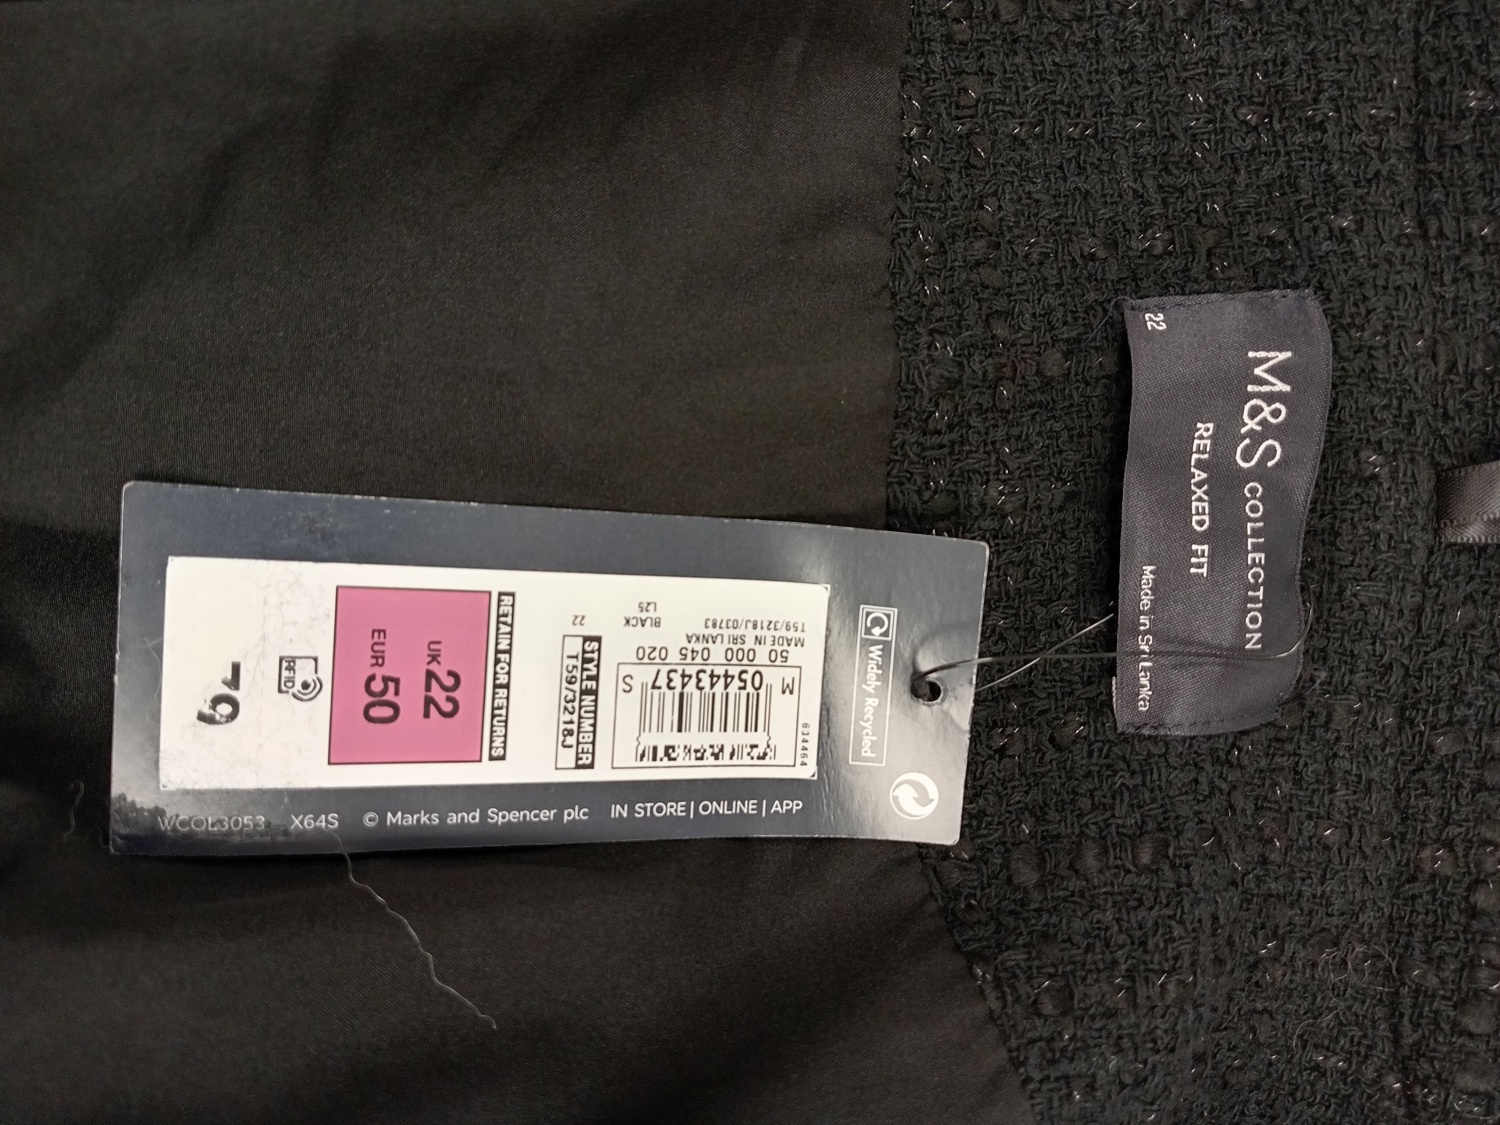 22
M&S COLLECTION
RELAXED FIT
Made in Sri Lanka
Widely Recycled
634464
M 05443437 S
50 000 045 020
MADE IN SRI LANKA
T59/3218J/03783
BLACK
L25
22
STYLE NUMBER
T59/3218J
RETAIN FOR RETURNS
UK 22
EUR 50
RFID
WCOL3053 X64S © Marks and Spencer plc IN STORE | ONLINE | APP